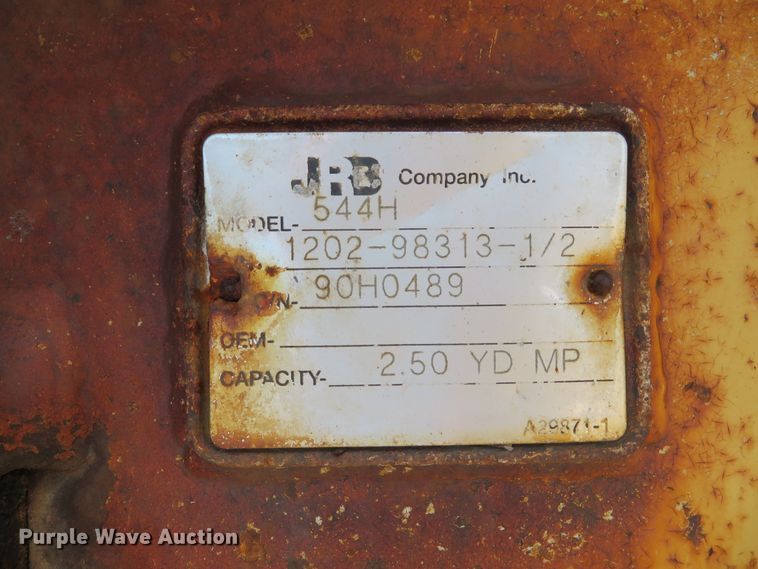 JRB Company Inc.
MODEL- 544H
1202-98313-1/2
/N- 90H0489
OEM-
CAPACITY- 2.50 YD MP
A29871-1
Purple Wave Auction